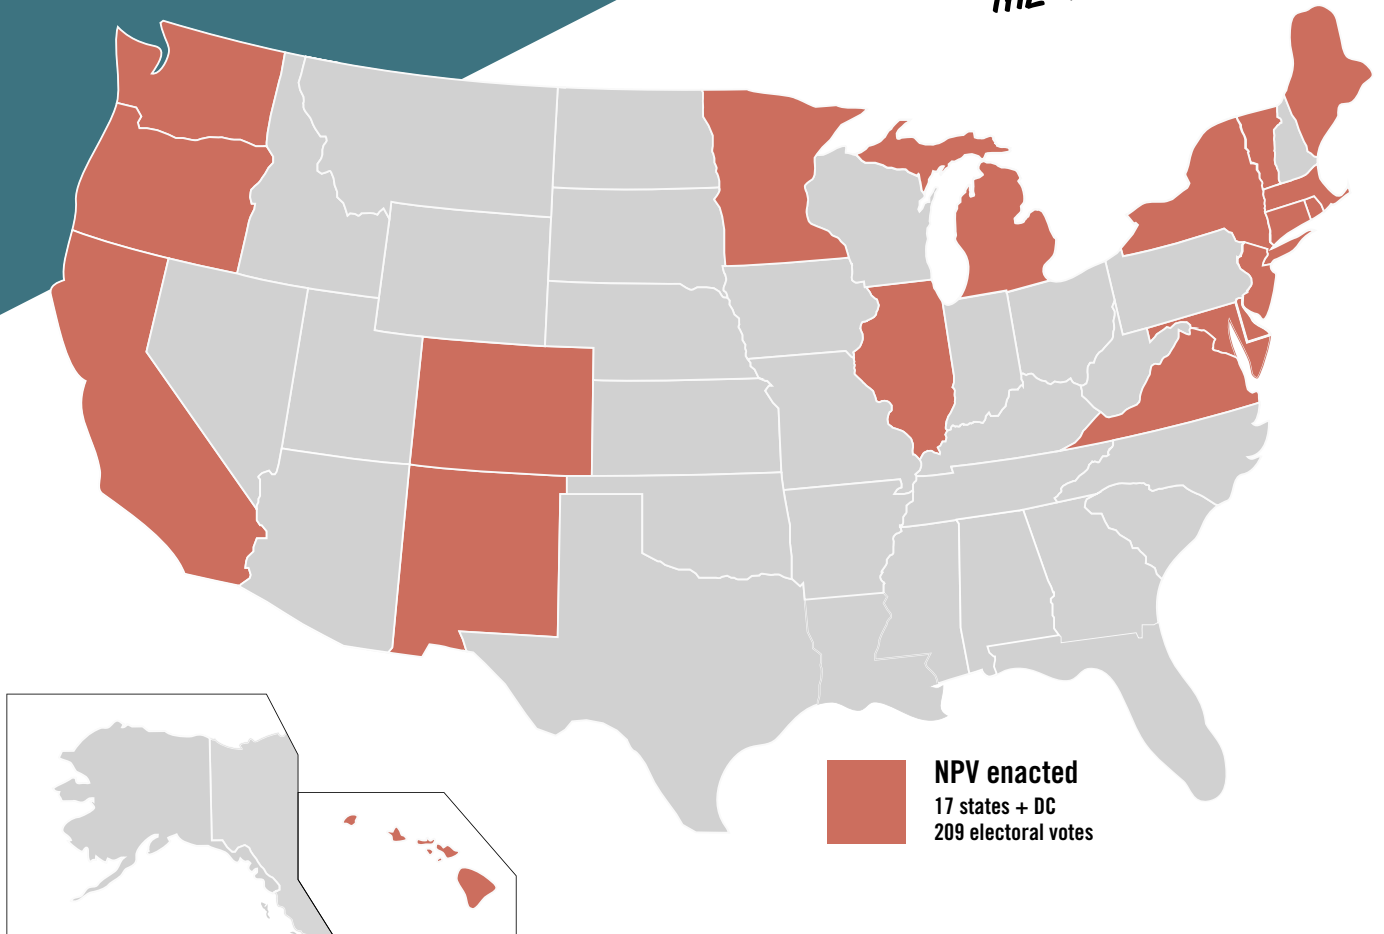 NPV enacted
17 states + DC
209 electoral votes